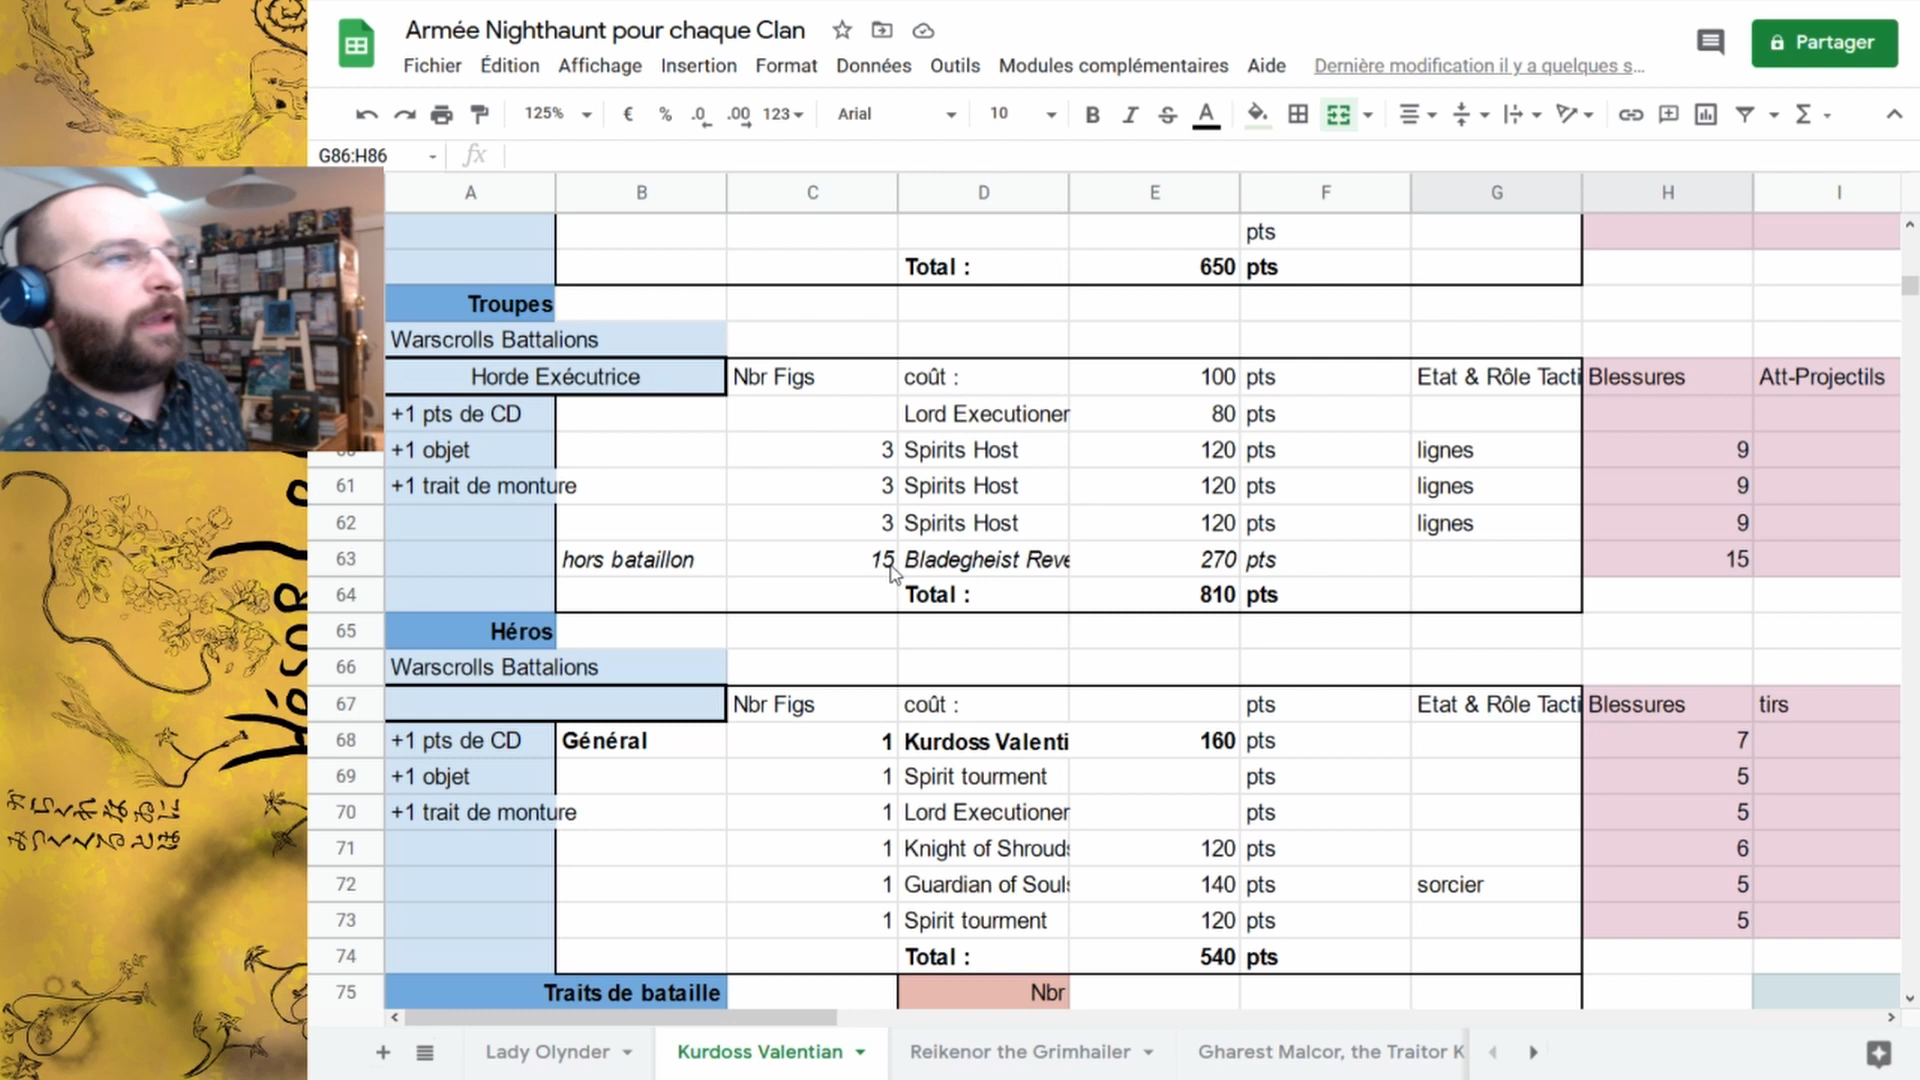 Armée Nighthaunt pour chaque Clan
Partager
Fichier Édition Affichage Insertion Format Données Outils Modules complémentaires Aide Dernière modification il y a quelques s...
125% € % .0 .00 123 Arial 10 B I S A Σ
G86:H86 fx
A B C D E F G H I
pts
Total : 650 pts
Troupes
Warscrolls Battalions
Horde Exécutrice Nbr Figs coût : 100 pts Etat & Rôle Tacti Blessures Att-Projectils
+1 pts de CD Lord Executioner 80 pts
+1 objet 3 Spirits Host 120 pts lignes 9
61 +1 trait de monture 3 Spirits Host 120 pts lignes 9
62 3 Spirits Host 120 pts lignes 9
63 hors bataillon 15 Bladegheist Reve 270 pts 15
64 Total : 810 pts
65 Héros
66 Warscrolls Battalions
67 Nbr Figs coût : pts Etat & Rôle Tacti Blessures tirs
68 +1 pts de CD Général 1 Kurdoss Valenti 160 pts 7
69 +1 objet 1 Spirit tourment pts 5
70 +1 trait de monture 1 Lord Executioner pts 5
71 1 Knight of Shrouds 120 pts 6
72 1 Guardian of Souls 140 pts sorcier 5
73 1 Spirit tourment 120 pts 5
74 Total : 540 pts
75 Traits de bataille Nbr
Lady Olynder Kurdoss Valentian Reikenor the Grimhailer Gharest Malcor, the Traitor K